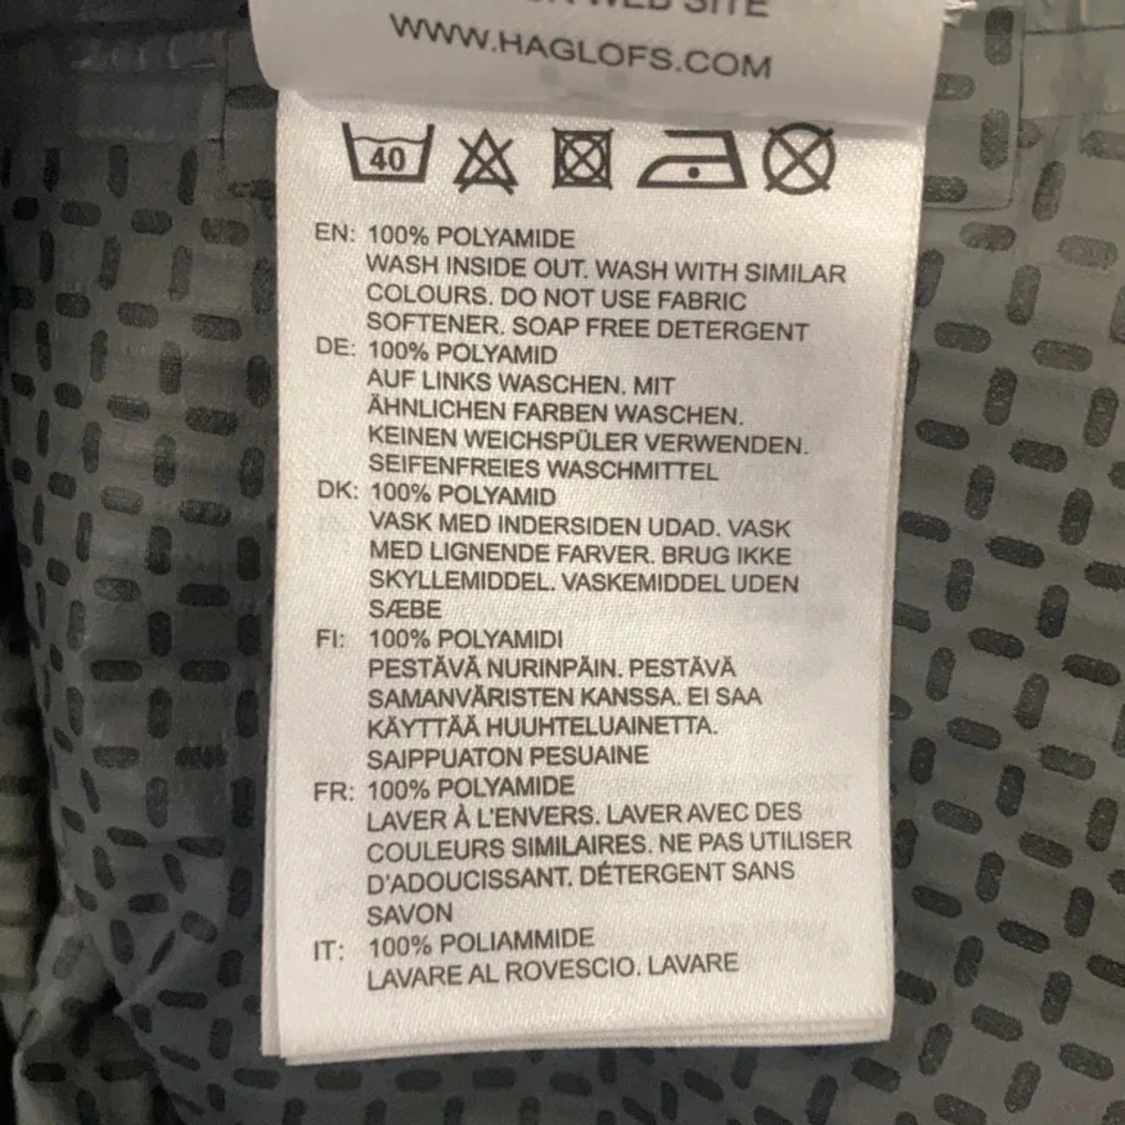 WEB SITE
WWW.HAGLOFS.COM
40
EN: 100% POLYAMIDE
WASH INSIDE OUT. WASH WITH SIMILAR
COLOURS. DO NOT USE FABRIC
SOFTENER. SOAP FREE DETERGENT
DE: 100% POLYAMID
AUF LINKS WASCHEN. MIT
ÄHNLICHEN FARBEN WASCHEN.
KEINEN WEICHSPÜLER VERWENDEN.
SEIFENFREIES WASCHMITTEL
DK: 100% POLYAMID
VASK MED INDERSIDEN UDAD. VASK
MED LIGNENDE FARVER. BRUG IKKE
SKYLLEMIDDEL. VASKEMIDDEL UDEN
SÆBE
FI: 100% POLYAMIDI
PESTÄVÄ NURINPÄIN. PESTÄVÄ
SAMANVÄRISTEN KANSSA. EI SAA
KÄYTTÄÄ HUUHTELUAINETTA.
SAIPPUATON PESUAINE
FR: 100% POLYAMIDE
LAVER À L'ENVERS. LAVER AVEC DES
COULEURS SIMILAIRES. NE PAS UTILISER
D'ADOUCISSANT. DÉTERGENT SANS
SAVON
IT: 100% POLIAMMIDE
LAVARE AL ROVESCIO. LAVARE